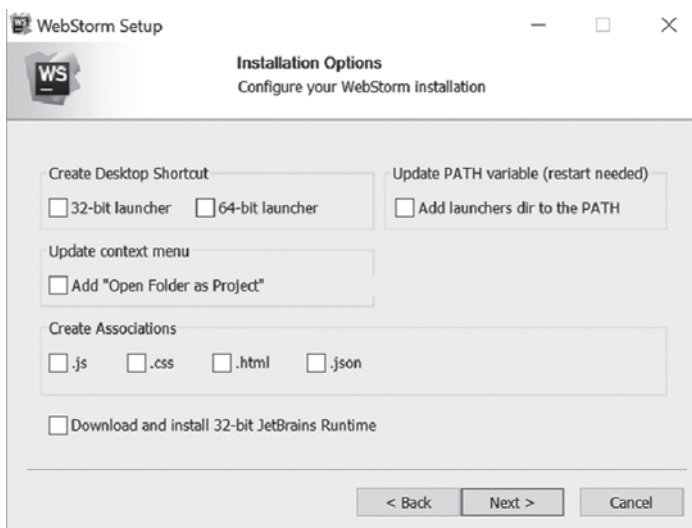 WebStorm Setup
WS
Installation Options
Configure your WebStorm installation
Create Desktop Shortcut
32-bit launcher 64-bit launcher
Update PATH variable (restart needed)
Add launchers dir to the PATH
Update context menu
Add "Open Folder as Project"
Create Associations
.js .css .html .json
Download and install 32-bit JetBrains Runtime
< Back Next > Cancel